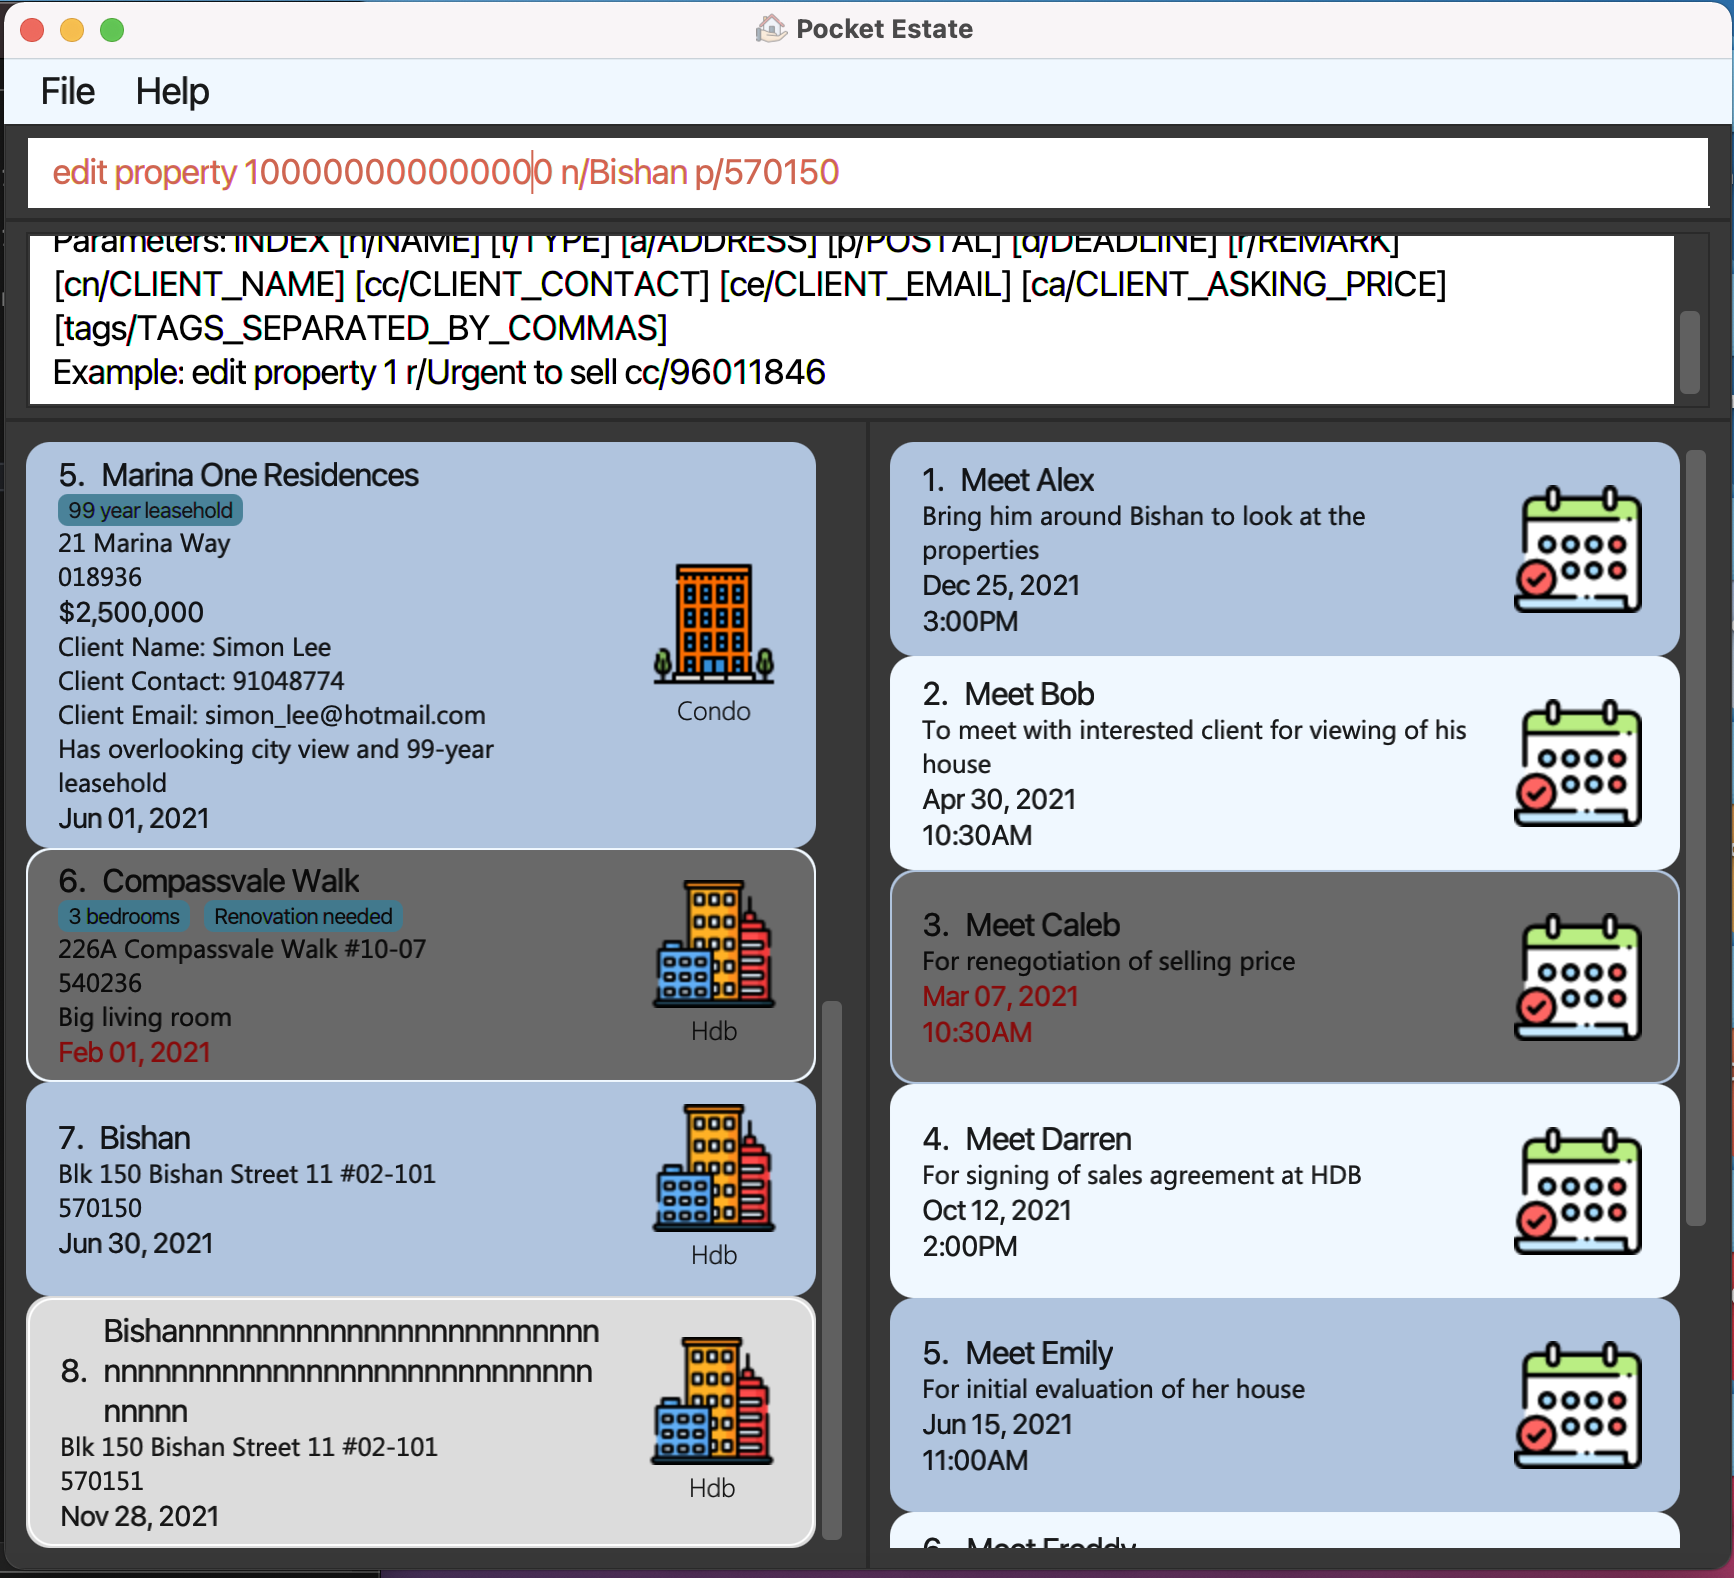 Pocket Estate
File Help
edit property 10000000000000000 n/Bishan p/570150
Parameters: INDEX [n/NAME] [t/TYPE] [a/ADDRESS] [p/POSTAL] [d/DEADLINE] [r/REMARK]
[cn/CLIENT_NAME] [cc/CLIENT_CONTACT] [ce/CLIENT_EMAIL] [ca/CLIENT_ASKING_PRICE]
[tags/TAGS_SEPARATED_BY_COMMAS]
Example: edit property 1 r/Urgent to sell cc/96011846
5. Marina One Residences
99 year leasehold
21 Marina Way
018936
$2,500,000
Client Name: Simon Lee
Client Contact: 91048774
Client Email: simon_lee@hotmail.com
Has overlooking city view and 99-year
leasehold
Jun 01, 2021
Condo
6. Compassvale Walk
3 bedrooms Renovation needed
226A Compassvale Walk #10-07
540236
Big living room
Feb 01, 2021
Hdb
7. Bishan
Blk 150 Bishan Street 11 #02-101
570150
Jun 30, 2021
Hdb
Bishannnnnnnnnnnnnnnnnnnnnnnnnn
8. nnnnnnnnnnnnnnnnnnnnnnnnnnnnn
nnnnn
Blk 150 Bishan Street 11 #02-101
570151
Nov 28, 2021
Hdb
1. Meet Alex
Bring him around Bishan to look at the
properties
Dec 25, 2021
3:00PM
2. Meet Bob
To meet with interested client for viewing of his
house
Apr 30, 2021
10:30AM
3. Meet Caleb
For renegotiation of selling price
Mar 07, 2021
10:30AM
4. Meet Darren
For signing of sales agreement at HDB
Oct 12, 2021
2:00PM
5. Meet Emily
For initial evaluation of her house
Jun 15, 2021
11:00AM
6. Meet Freddy